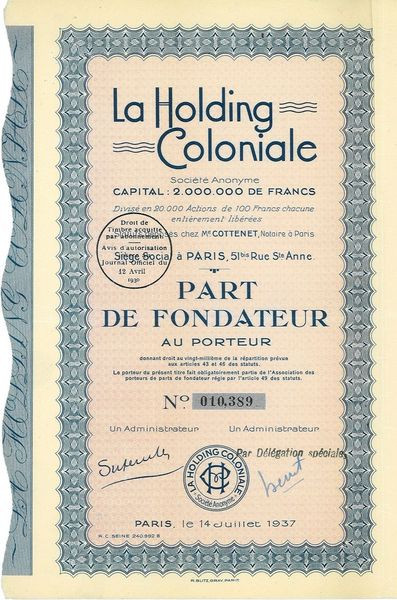 La Holding
Coloniale
Société Anonyme
CAPITAL : 2.000.000 DE FRANCS
Divisé en 20.000 Actions de 100 Francs chacune
entièrement libérées
chez Me COTTENET, Notaire à Paris
Siège Social à PARIS, 51bis Rue Ste Anne
Droit de
Timbre acquitté
par abonnement.
Avis d'autorisation
Journal Officiel du
12 Avril
1930
PART
DE FONDATEUR
AU PORTEUR
donnant droit au vingt-millième de la répartition prévue
aux articles 43 et 46 des statuts.
Le porteur du présent titre fait obligatoirement partie de l'Association des
porteurs de parts de fondateur régie par l'article 49 des statuts.
No 010,389
Un Administrateur Un Administrateur
Par Délégation spéciale,
LA HOLDING COLONIALE
Société Anonyme
HC
PARIS, le 14 Juillet 1937
R.C. SEINE 240.992 B